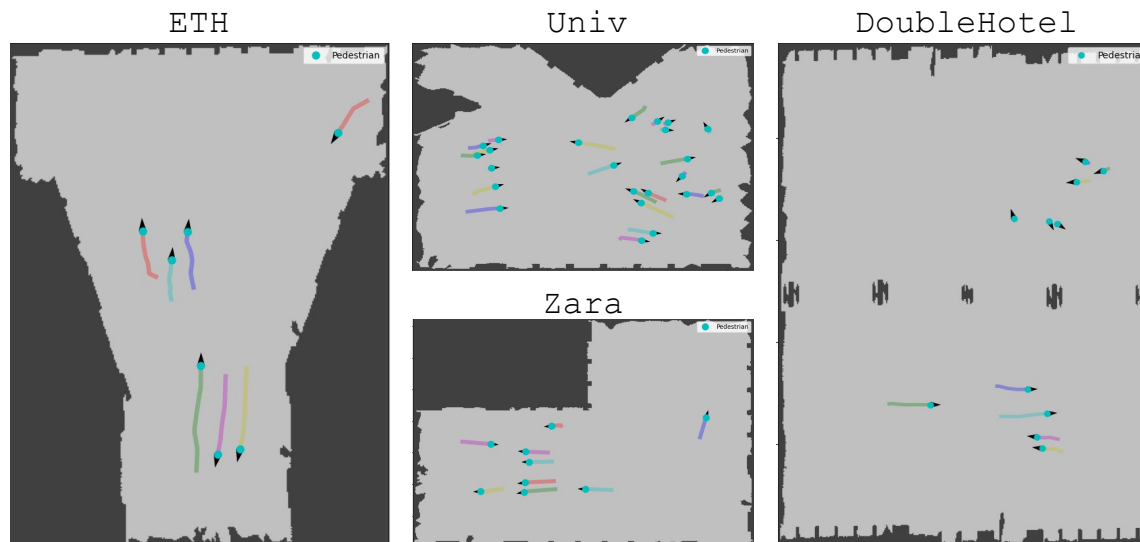 ETH
Pedestrian
Univ
Pedestrian
Zara
Pedestrian
DoubleHotel
Pedestrian